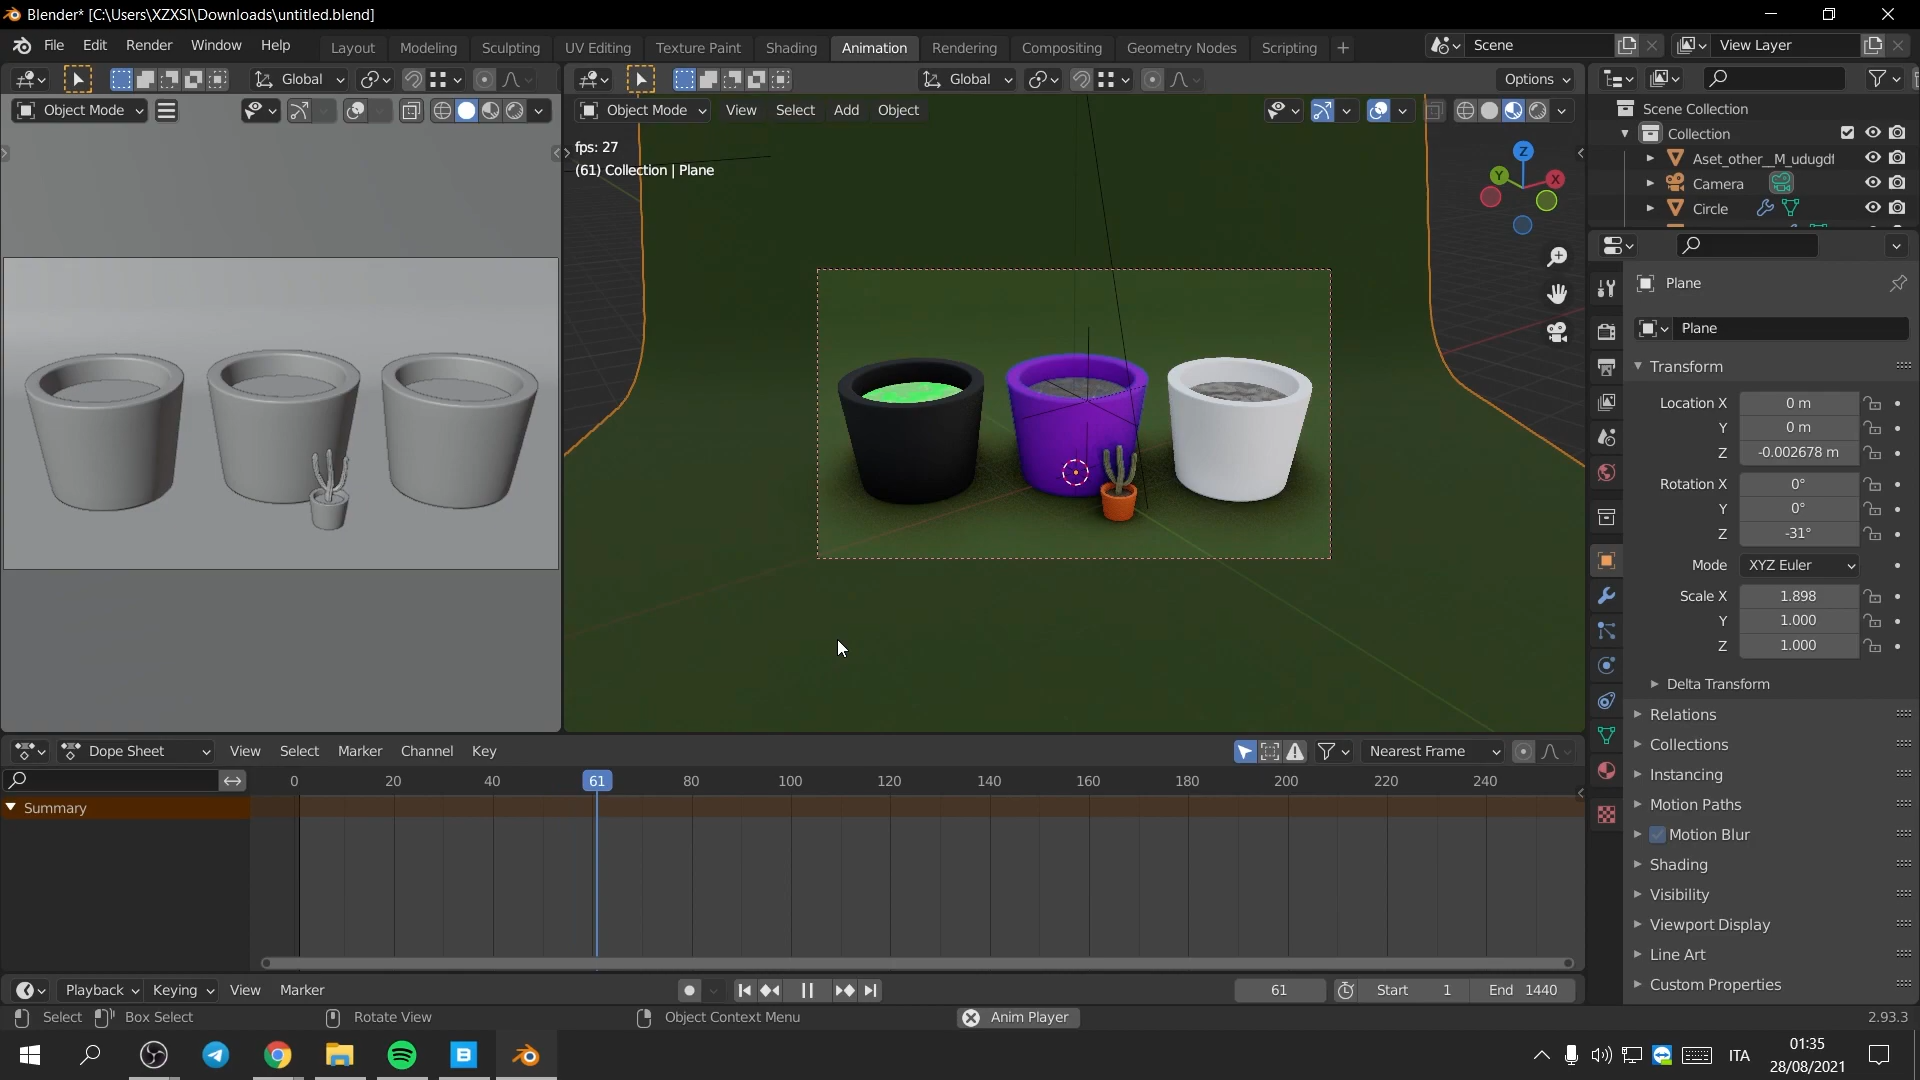 Blender* [C:\Users\XZXSI\Downloads\untitled.blend]
File Edit Render Window Help Layout Modeling Sculpting UV Editing Texture Paint Shading Animation Rendering Compositing Geometry Nodes Scripting + Scene View Layer
Global Global Options
Object Mode Object Mode View Select Add Object
Scene Collection
Collection
Aset_other__M_udugdf
Camera
Circle
fps: 27
(61) Collection | Plane
Z
Y
X
Plane
Plane
Transform
Location X 0 m
Y 0 m
Z -0.002678 m
Rotation X 0°
Y 0°
Z -31°
Mode XYZ Euler
Scale X 1.898
Y 1.000
Z 1.000
Delta Transform
Relations
Collections
Instancing
Motion Paths
Motion Blur
Shading
Visibility
Viewport Display
Line Art
Custom Properties
Dope Sheet View Select Marker Channel Key Nearest Frame
0 20 40 61 80 100 120 140 160 180 200 220 240
Summary
Playback Keying View Marker 61 Start 1 End 1440
Select Box Select Rotate View Object Context Menu Anim Player 2.93.3
ITA
01:35
28/08/2021